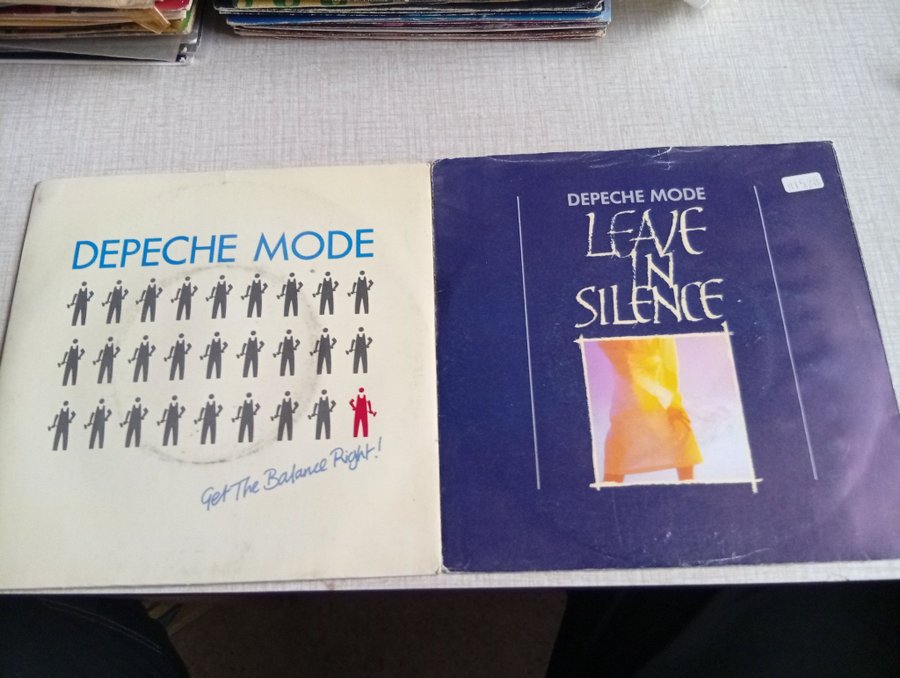 DEPECHE MODE
Get The Balance Right!
DEPECHE MODE
LEAVE
IN
SILENCE